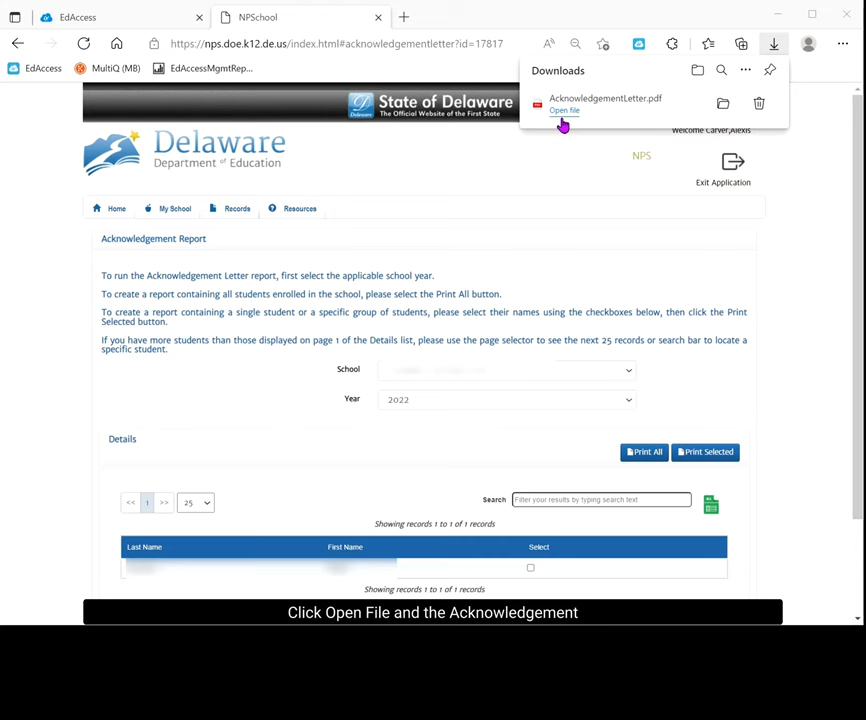 EdAccess
NPSchool
https://nps.doe.k12.de.us/index.html#acknowledgementletter?id=17817
EdAccess
MultiQ (MB)
EdAccessMgmtRep...
Downloads
AcknowledgementLetter.pdf
Open file
State of Delaware
The Official Website of the First State
Welcome Carver,Alexis
Delaware
Department of Education
NPS
Exit Application
Home
My School
Records
Resources
Acknowledgement Report
To run the Acknowledgement Letter report, first select the applicable school year.
To create a report containing all students enrolled in the school, please select the Print All button.
To create a report containing a single student or a specific group of students, please select their names using the checkboxes below, then click the Print
Selected button.
If you have more students than those displayed on page 1 of the Details list, please use the page selector to see the next 25 records or search bar to locate a
specific student.
School
Year
2022
Details
Print All
Print Selected
<< 1 >> 25
Search
Filter your results by typing search text
Showing records 1 to 1 of 1 records
Last Name First Name Select
Showing records 1 to 1 of 1 records
Click Open File and the Acknowledgement